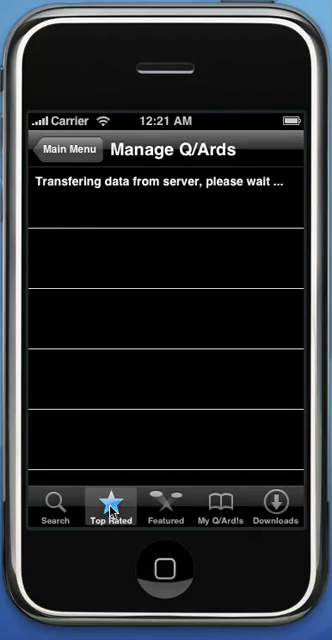 Carrier 12:21 AM
Main Menu Manage Q/Ards
Transfering data from server, please wait ...
Search Top Rated Featured My Q/Ard!s Downloads